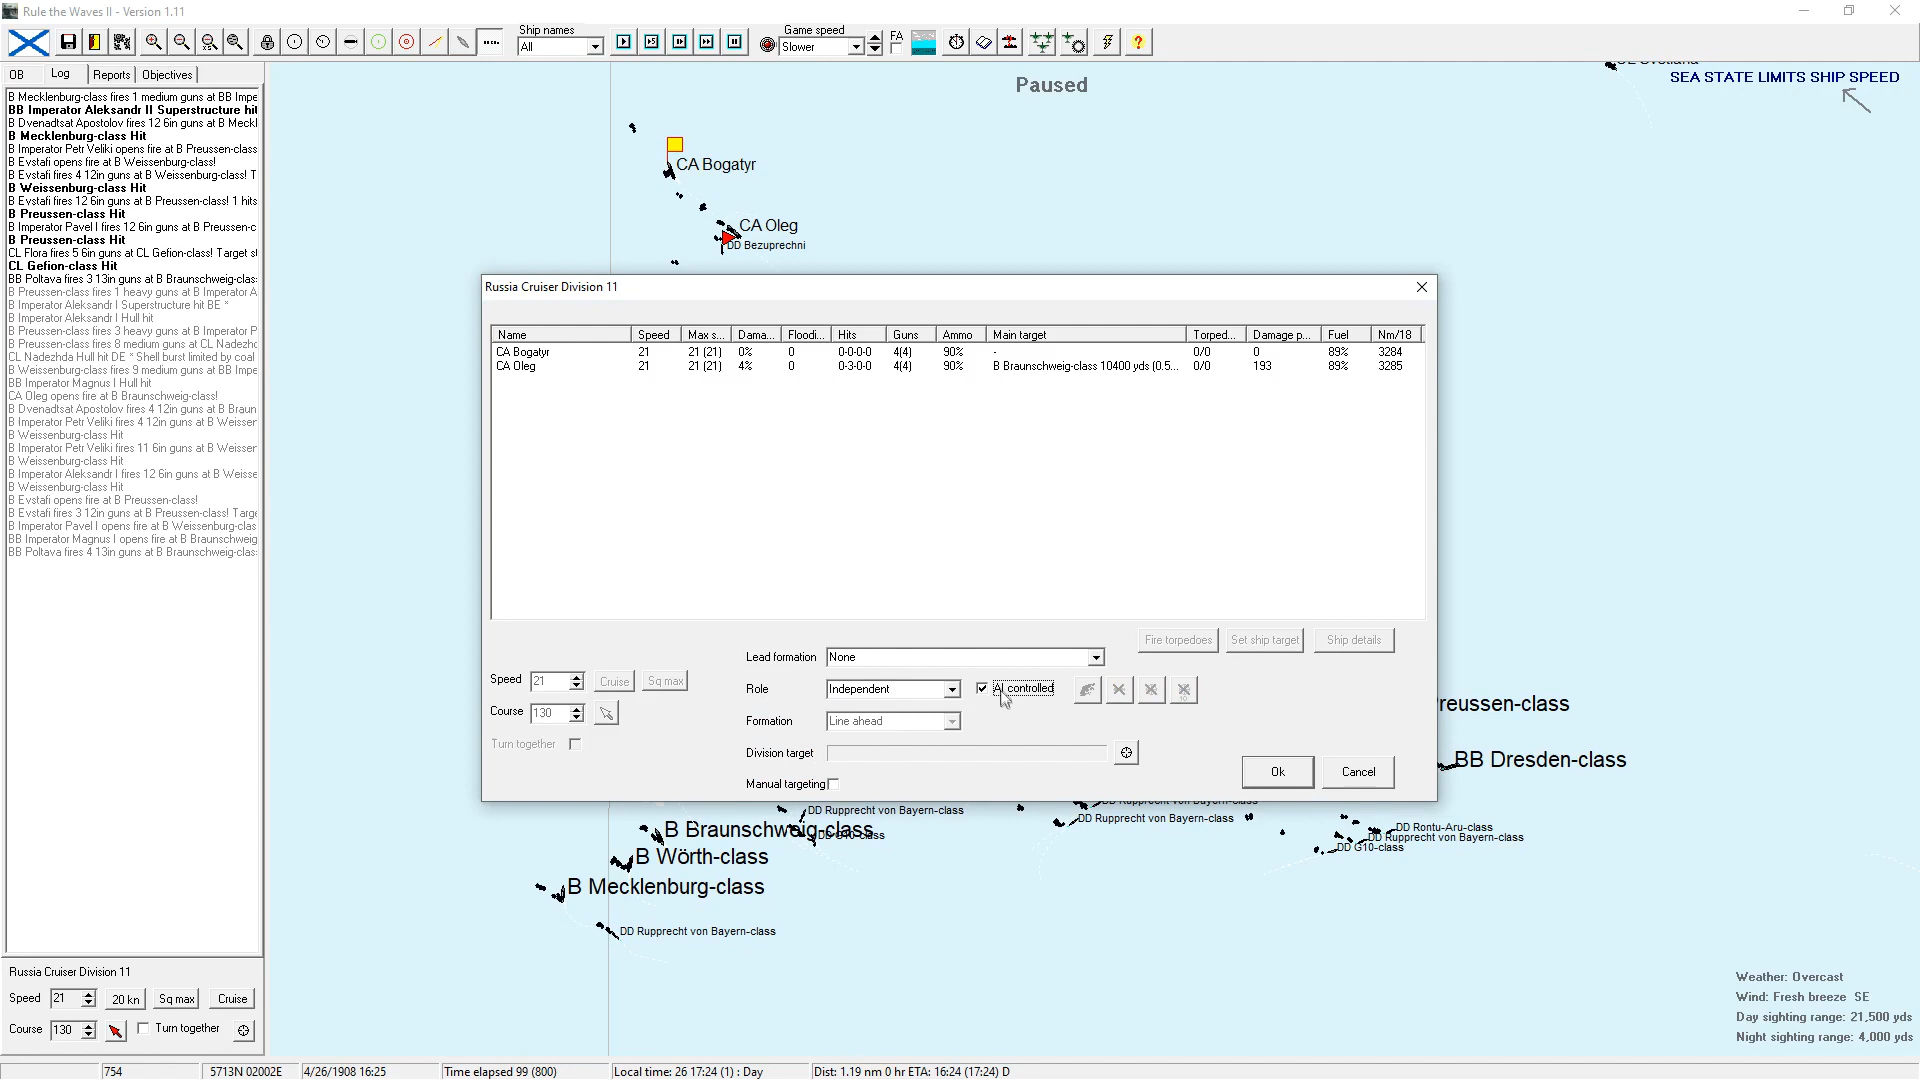 Rule the Waves II - Version 1.11
Ship names
All
Game speed
Slower
FA
OB
Log
Reports
Objectives
B Mecklenburg-class fires 1 medium guns at BB Impe
BB Imperator Aleksandr II Superstructure hit
B Dvenadtsat Apostolov fires 12 6in guns at B Meckl
B Mecklenburg-class Hit
B Imperator Petr Veliki opens fire at B Preussen-class
B Evstafi opens fire at B Weissenburg-class!
B Evstafi fires 4 12in guns at B Weissenburg-class! T
B Weissenburg-class Hit
B Evstafi fires 12 6in guns at B Preussen-class! 1 hits
B Preussen-class Hit
B Imperator Pavel I fires 12 6in guns at B Preussen-c
B Preussen-class Hit
CL Flora fires 5 6in guns at CL Gefion-class! Target s
CL Gefion-class Hit
BB Poltava fires 3 13in guns at B Braunschweig-clas
B Preussen-class fires 1 heavy guns at B Imperator A
B Imperator Aleksandr I Superstructure hit BE *
B Imperator Aleksandr I Hull hit
B Preussen-class fires 3 heavy guns at B Imperator P
B Preussen-class fires 8 medium guns at CL Nadezhd
CL Nadezhda Hull hit DE * Shell burst limited by coal
B Weissenburg-class fires 9 medium guns at BB Impe
BB Imperator Magnus I Hull hit
CA Oleg opens fire at B Braunschweig-class!
B Dvenadtsat Apostolov fires 4 12in guns at B Braun
B Imperator Petr Veliki fires 4 12in guns at B Weissen
B Weissenburg-class Hit
B Imperator Petr Veliki fires 11 6in guns at B Weisser
B Weissenburg-class Hit
B Imperator Aleksandr I fires 12 6in guns at B Weisse
B Weissenburg-class Hit
B Evstafi opens fire at B Preussen-class!
B Evstafi fires 3 12in guns at B Preussen-class! Targe
B Imperator Pavel I opens fire at B Weissenburg-clas
BB Imperator Magnus I opens fire at B Braunschweig
BB Poltava fires 4 13in guns at B Braunschweig-clas
Paused
SEA STATE LIMITS SHIP SPEED
CA Bogatyr
CA Oleg
DD Bezuprechni
Russia Cruiser Division 11
Name Speed Max s... Dama... Floodi... Hits Guns Ammo Main target Torped... Damage p... Fuel Nm/18
CA Bogatyr 21 21 (21) 0% 0 0-0-0-0 4(4) 90% - 0/0 0 89% 3284
CA Oleg 21 21 (21) 4% 0 0-3-0-0 4(4) 90% B Braunschweig-class 10400 yds (0.5... 0/0 193 89% 3285
Fire torpedoes
Set ship target
Ship details
Lead formation None
Speed 21 Cruise Sq max
Role Independent AI controlled
Course 130
Formation Line ahead
Turn together
Division target
Manual targeting
Ok
Cancel
reussen-class
BB Dresden-class
DD Rupprecht von Bayern-class
DD Rupprecht von Bayern-class
DD Rupprecht von Bayern-class
B Braunschweig-class
DD G10-class
DD Rontu-Aru-class
DD Rupprecht von Bayern-class
DD G10-class
B Wörth-class
B Mecklenburg-class
DD Rupprecht von Bayern-class
Weather: Overcast
Wind: Fresh breeze SE
Day sighting range: 21,500 yds
Night sighting range: 4,000 yds
Russia Cruiser Division 11
Speed 21 20 kn Sq max Cruise
Course 130 Turn together
754
5713N 02002E
4/26/1908 16:25
Time elapsed 99 (800)
Local time: 26 17:24 (1) : Day
Dist: 1.19 nm 0 hr ETA: 16:24 (17:24) D